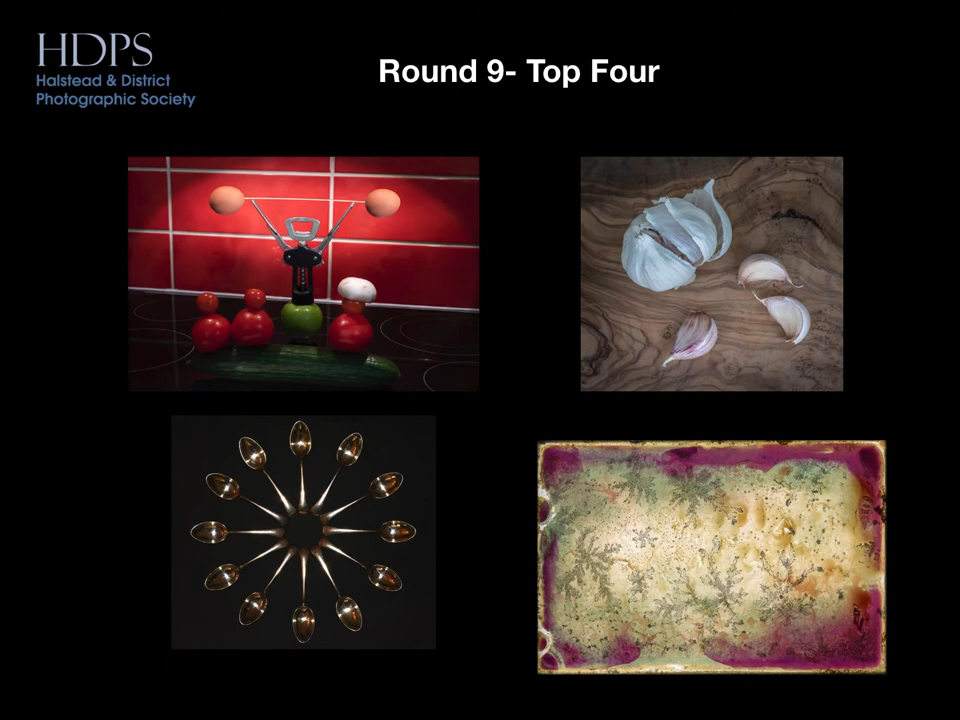 HDPS
Halstead & District
Photographic Society
Round 9- Top Four